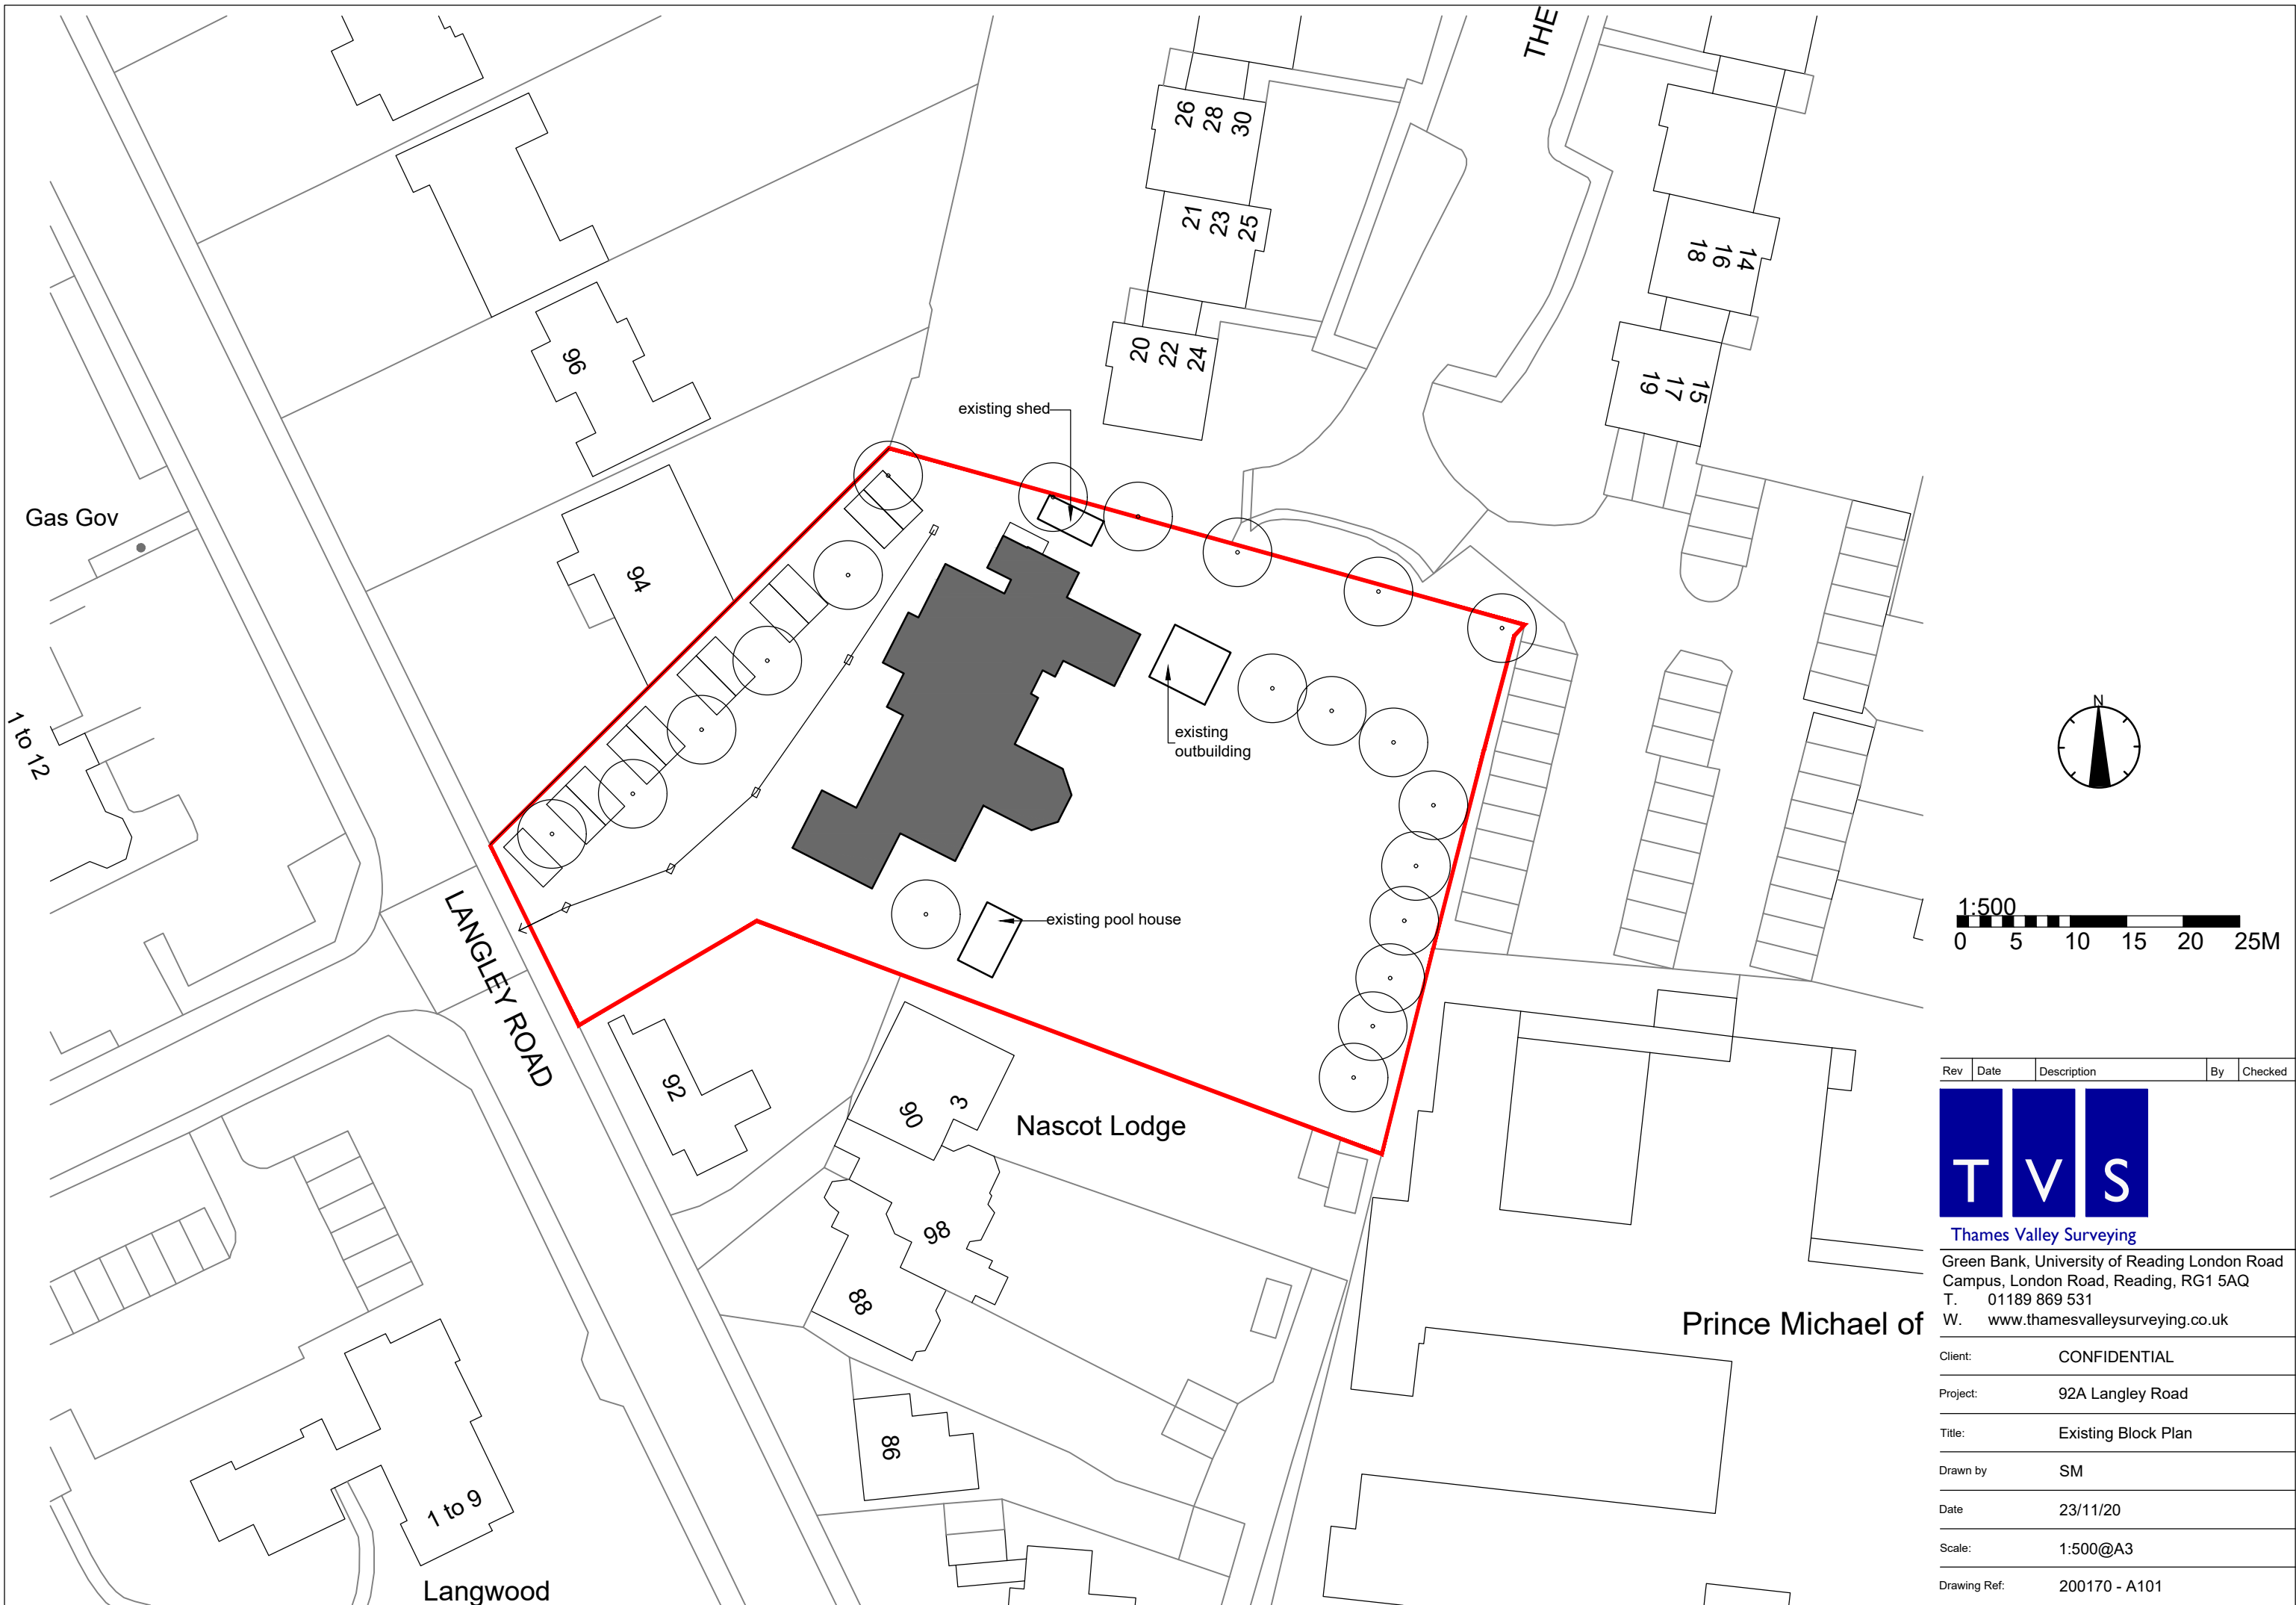 THE
26
28
30
21
23
25
20
22
24
14
16
18
15
17
19
96
existing shed
Gas Gov
94
1 to 12
existing
outbuilding
existing pool house
LANGLEY ROAD
92
90
3
Nascot Lodge
98
88
86
1 to 9
Langwood
Prince Michael of
N
1:500
0 5 10 15 20 25M
Rev Date Description By Checked
T V S
Thames Valley Surveying
Green Bank, University of Reading London Road
Campus, London Road, Reading, RG1 5AQ
T. 01189 869 531
W. www.thamesvalleysurveying.co.uk
Client: CONFIDENTIAL
Project: 92A Langley Road
Title: Existing Block Plan
Drawn by SM
Date 23/11/20
Scale: 1:500@A3
Drawing Ref: 200170 - A101